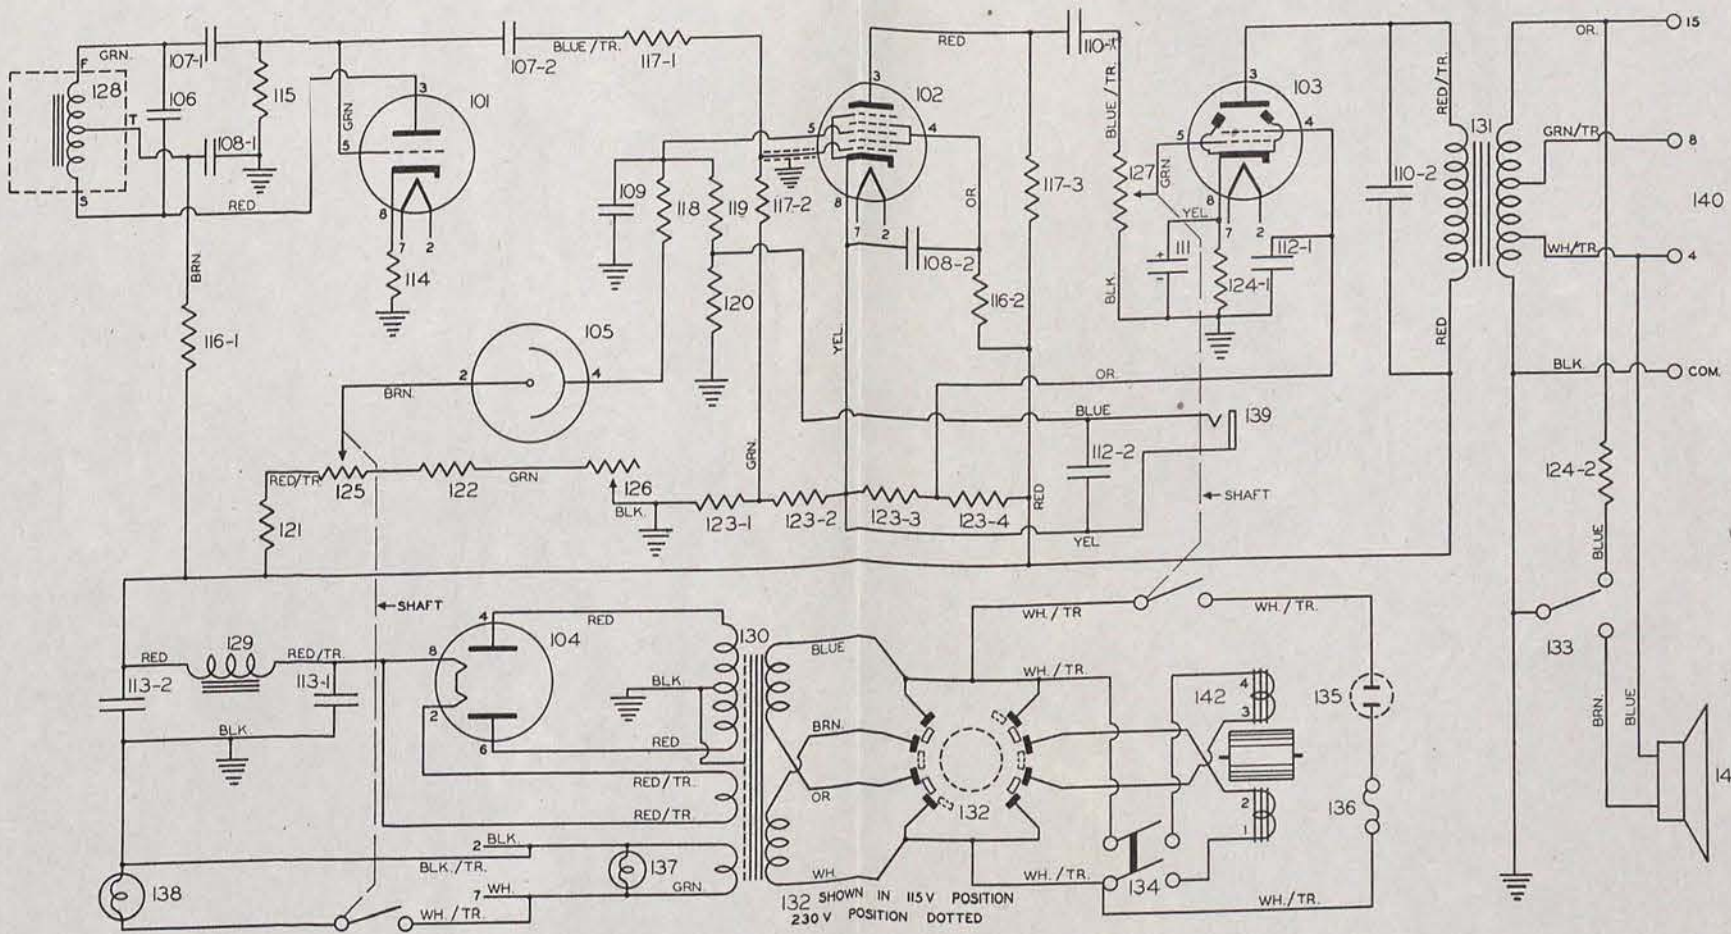 F
GRN.
107-1
107-2
BLUE/TR.
117-1
RED
110-1
OR.
15
128
T
106
115
GRN
3
101
3
102
BLUE/TR.
3
103
RED/TR.
131
GRN/TR.
8
108-1
5
5
4
5
4
S
RED
8
7
2
109
118
119
117-2
8
7
2
OR
117-3
127
GRN
8
7
2
YEL
110-2
140
WH/TR.
4
BRN
114
108-2
BLK
111
+
-
112-1
124-1
116-1
120
116-2
105
YEL.
RED
2
4
BRN.
OR.
BLK.
COM.
BLUE
139
RED/TR.
125
122
GRN
126
BLK.
GRN.
112-2
124-2
121
123-1
123-2
123-3
123-4
RED
YEL
SHAFT
BLUE
SHAFT
4
RED
104
WH./TR
WH./TR.
133
129
RED
RED/TR.
8
130
BLUE
WH./TR.
142
4
3
135
113-2
113-1
BLK
BRN.
BRN.
BLUE
2
BLK.
6
RED
RED/TR.
OR
132
2
1
136
14
RED/TR.
2
BLK.
BLK./TR.
137
138
7
WH.
GRN.
WH.
WH./TR.
134
WH./TR.
WH./TR.
132 SHOWN IN 115V POSITION
230V POSITION DOTTED